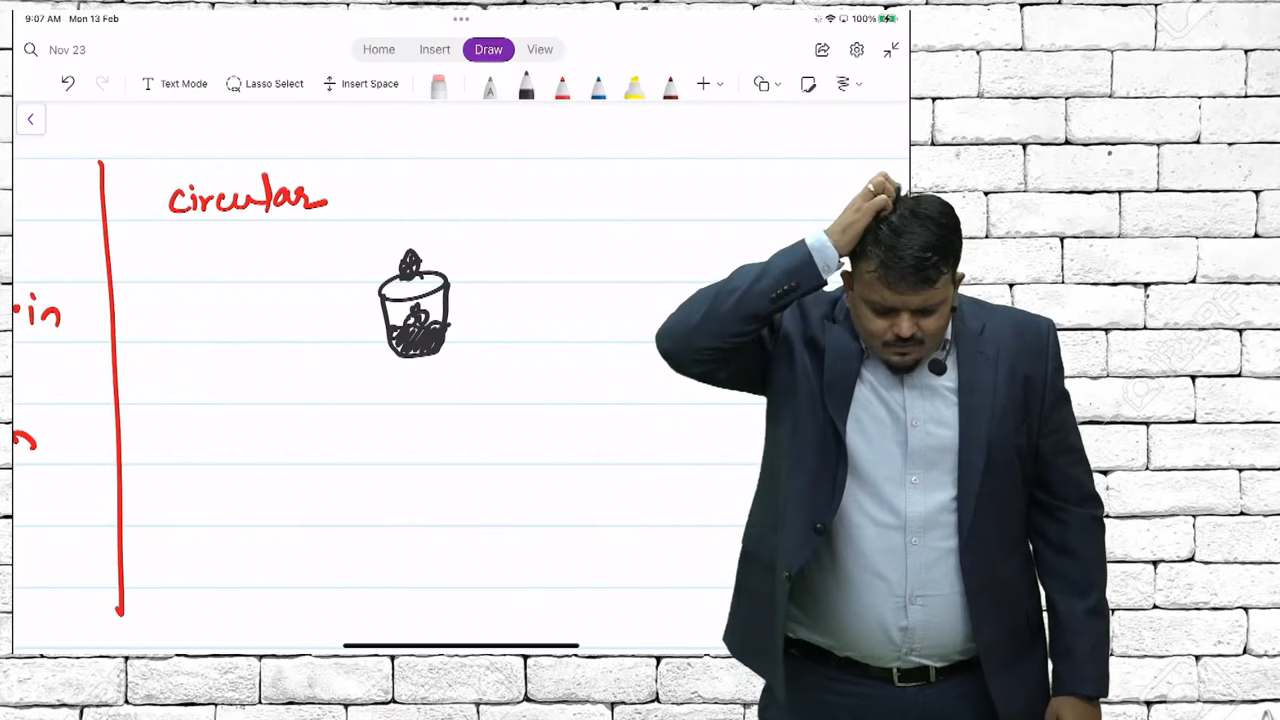 9:07 AM Mon 13 Feb
100%
Nov 23
Home Insert Draw View
Text Mode Lasso Select Insert Space
A
circular
in